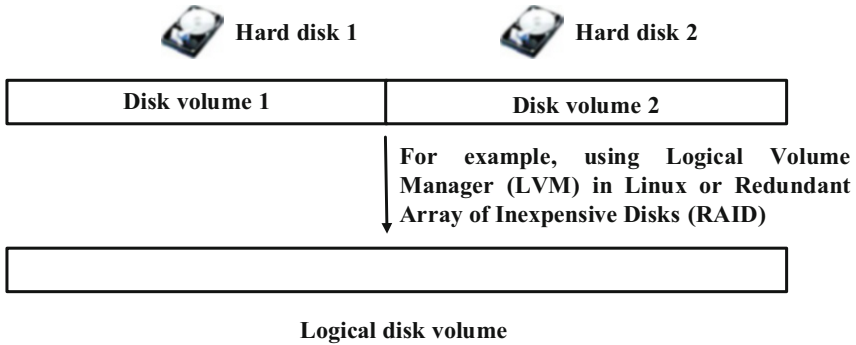 Hard disk 1
Hard disk 2
Disk volume 1
Disk volume 2
For example, using Logical Volume
Manager (LVM) in Linux or Redundant
Array of Inexpensive Disks (RAID)
Logical disk volume